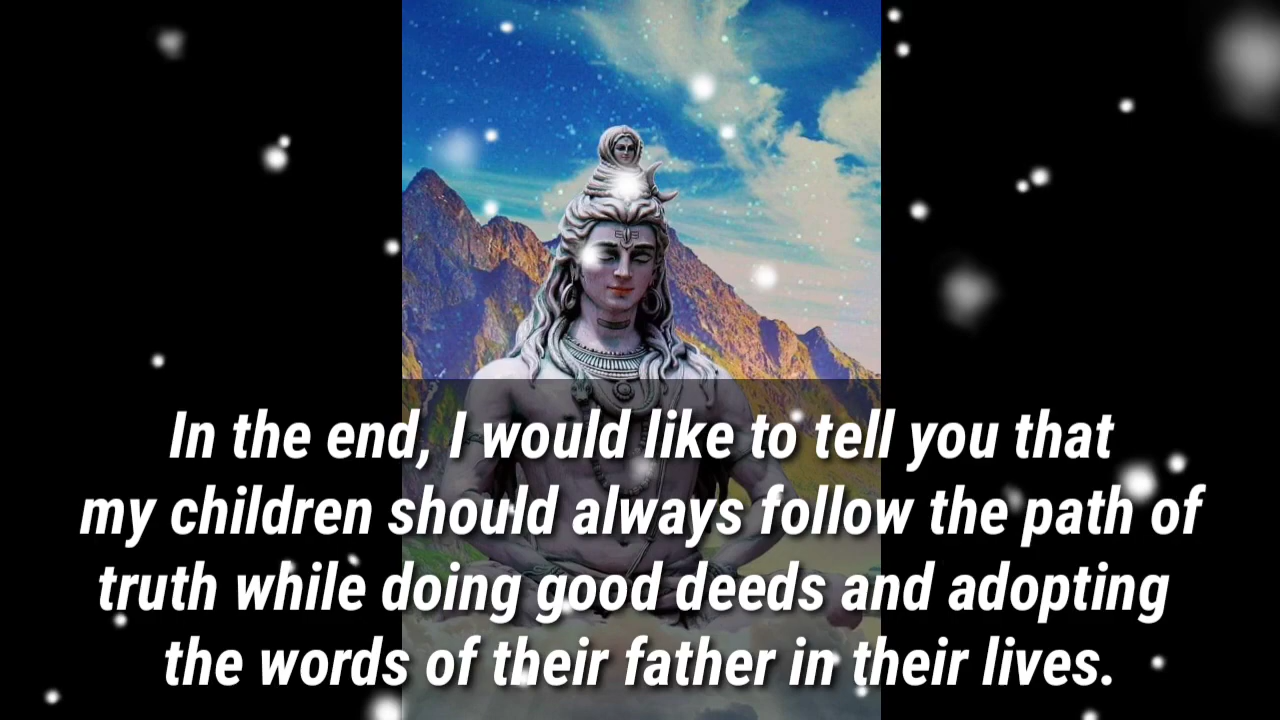 In the end, I would like to tell you that
my children should always follow the path of
truth while doing good deeds and adopting
the words of their father in their lives.